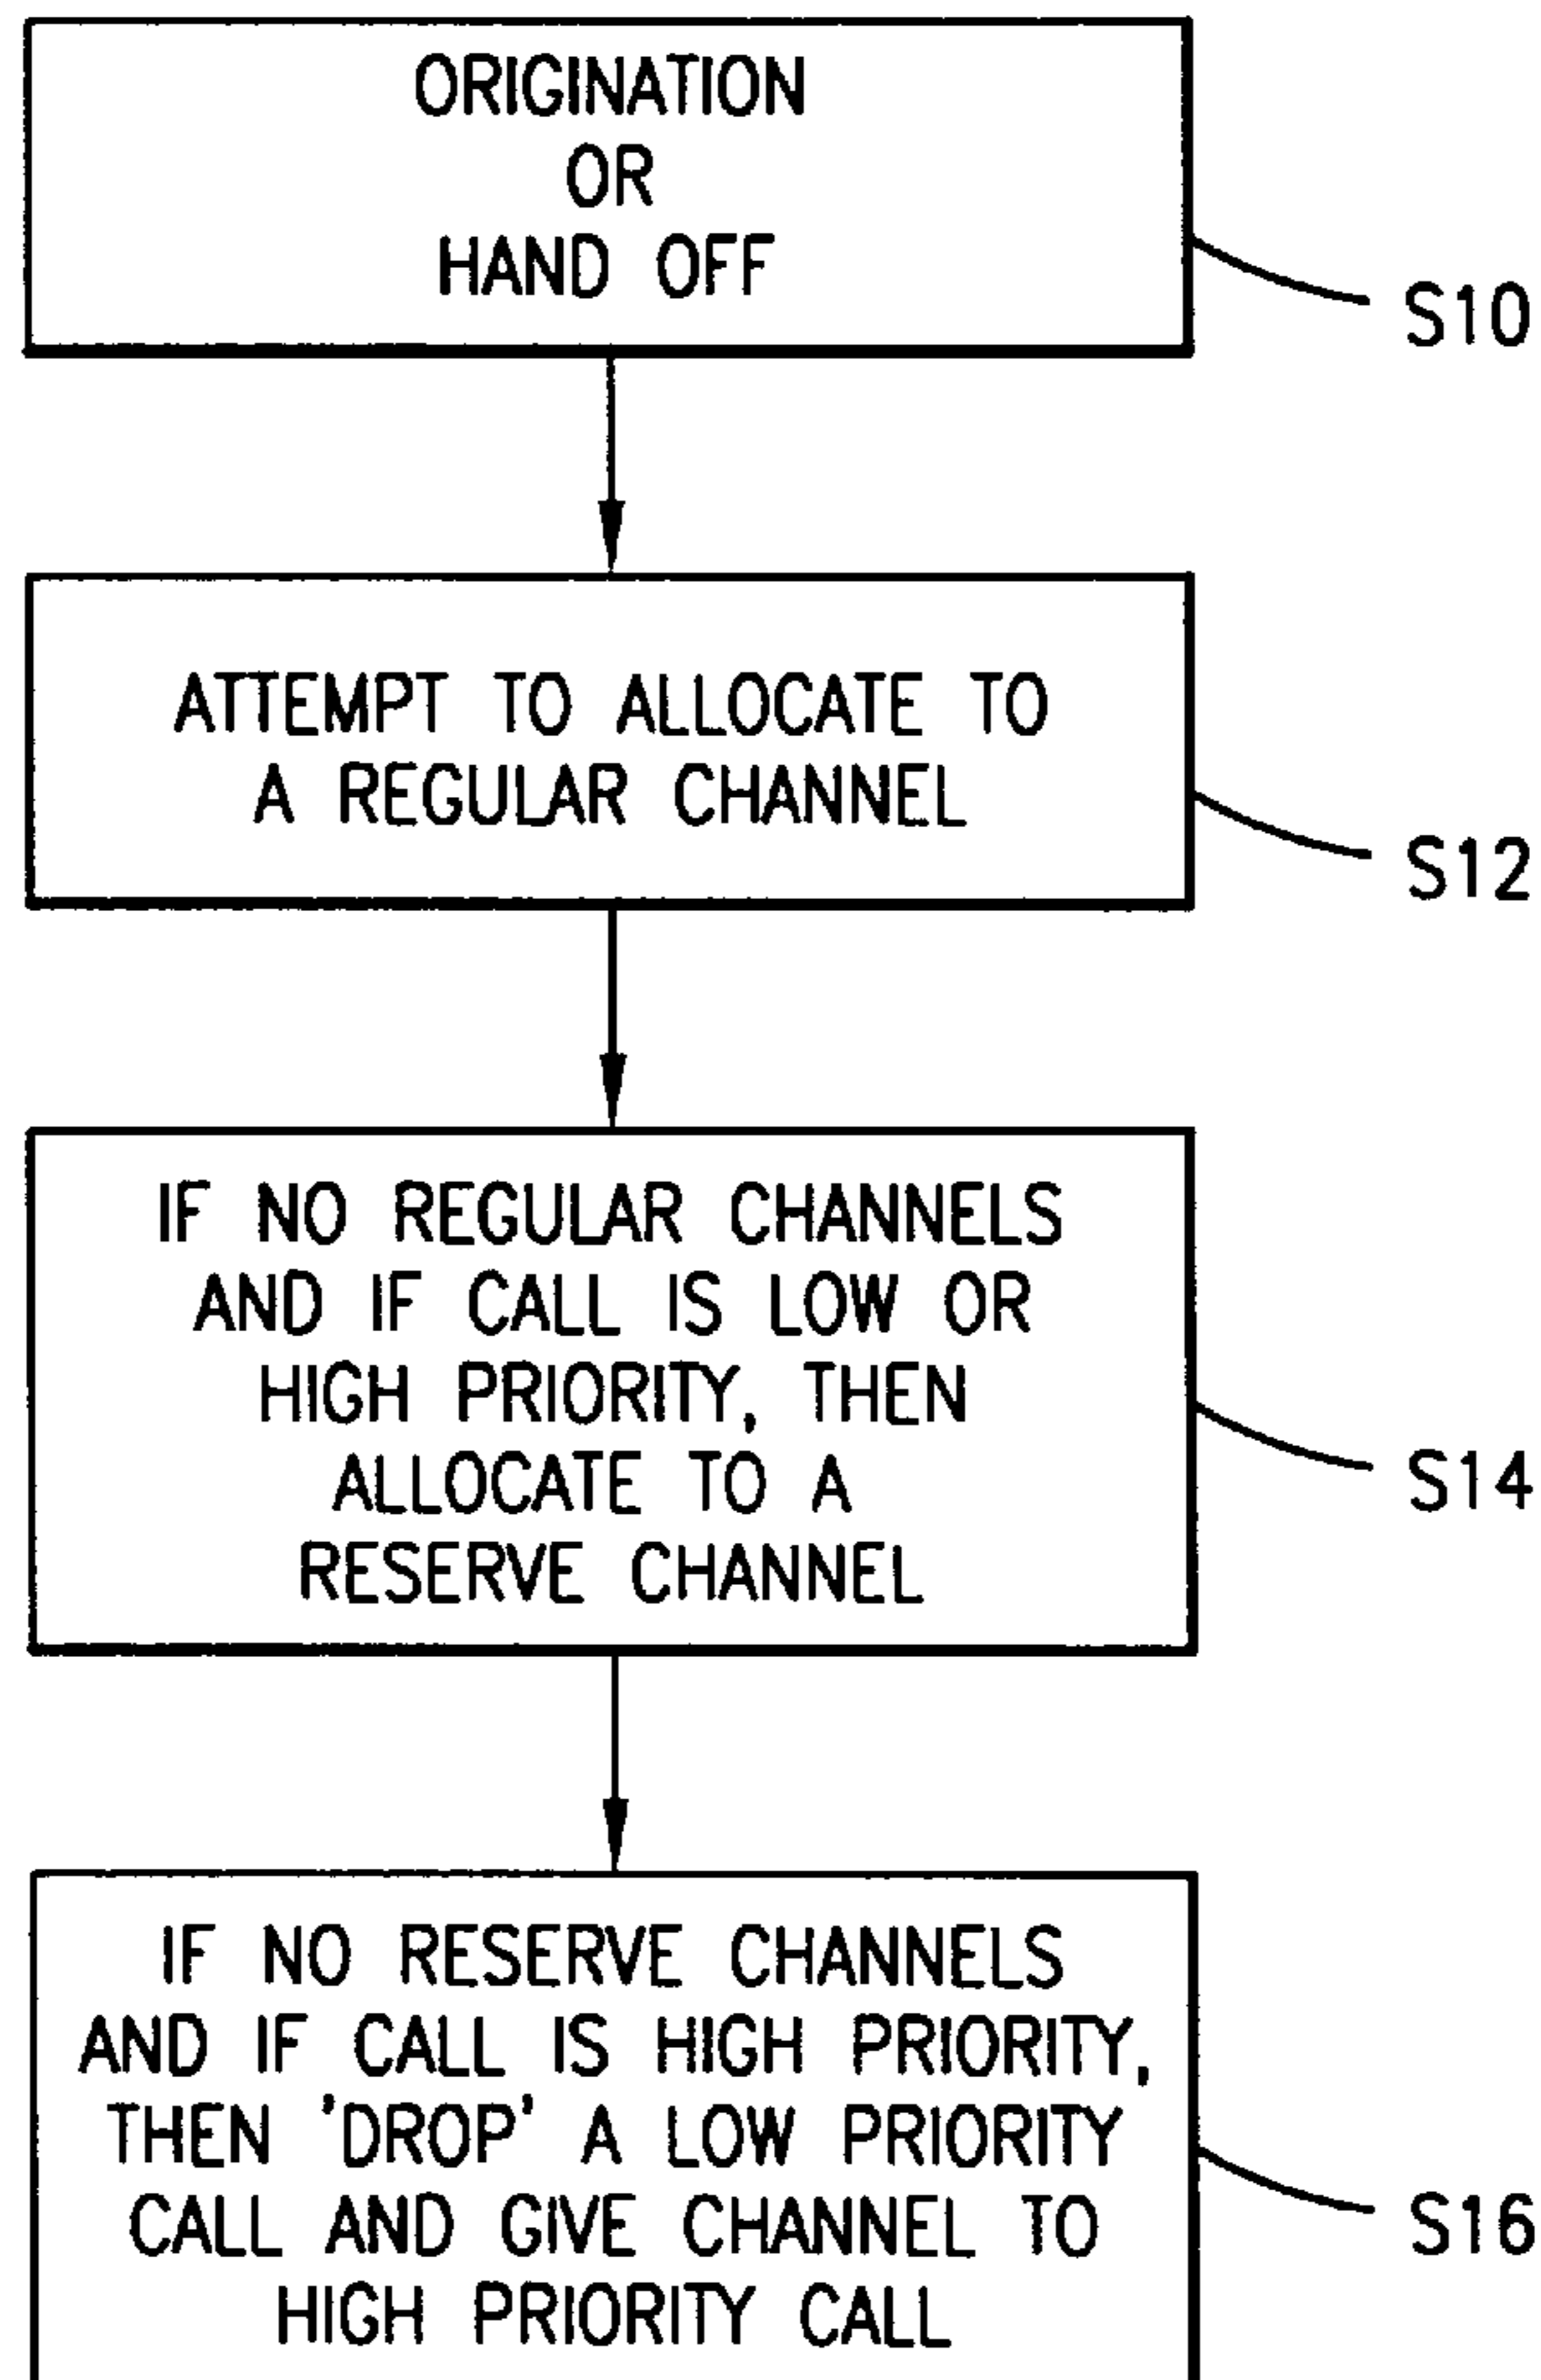 ORIGINATION
OR
HAND OFF
S10
ATTEMPT TO ALLOCATE TO
A REGULAR CHANNEL
S12
IF NO REGULAR CHANNELS
AND IF CALL IS LOW OR
HIGH PRIORITY, THEN
ALLOCATE TO A
RESERVE CHANNEL
S14
IF NO RESERVE CHANNELS
AND IF CALL IS HIGH PRIORITY,
THEN 'DROP' A LOW PRIORITY
CALL AND GIVE CHANNEL TO
HIGH PRIORITY CALL
S16